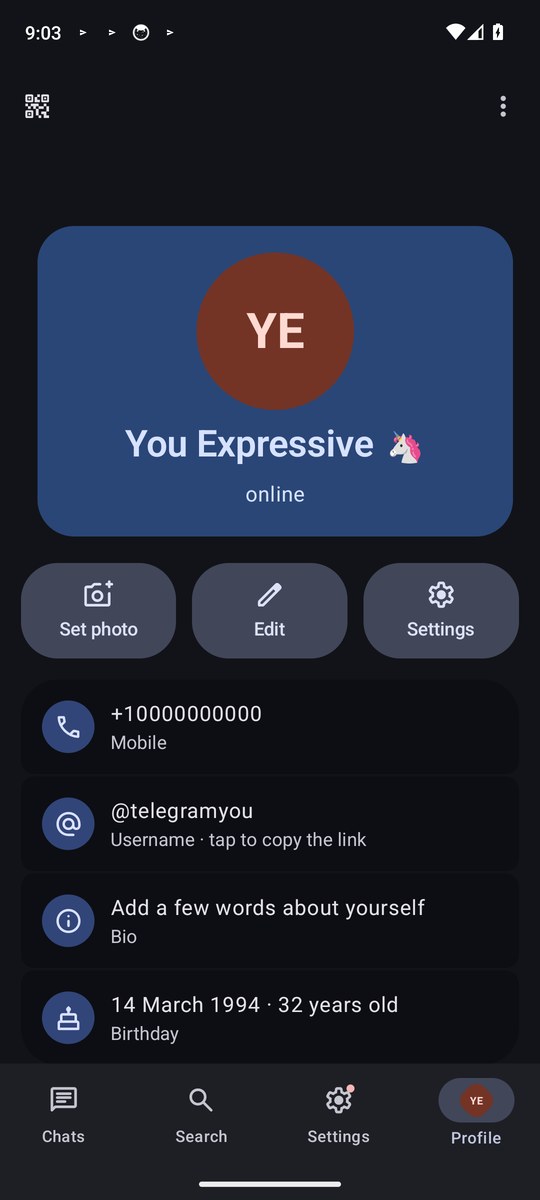 9:03
YE
You Expressive 🦄
online
Set photo
Edit
Settings
+10000000000
Mobile
@telegramyou
Username · tap to copy the link
Add a few words about yourself
Bio
14 March 1994 · 32 years old
Birthday
YE
Chats
Search
Settings
Profile